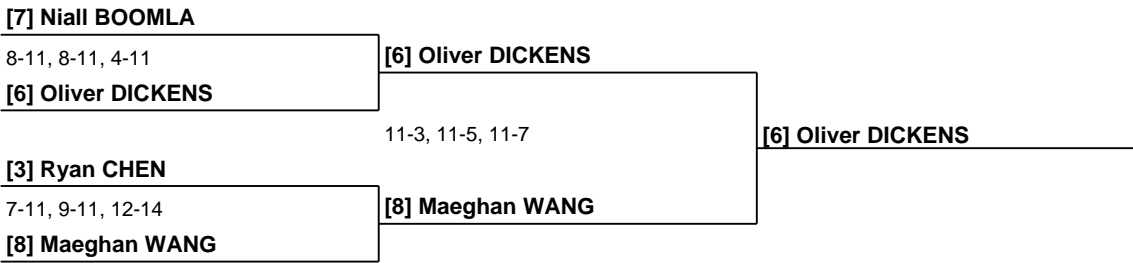 [7] Niall BOOMLA
8-11, 8-11, 4-11
[6] Oliver DICKENS
[6] Oliver DICKENS
11-3, 11-5, 11-7
[6] Oliver DICKENS
[3] Ryan CHEN
7-11, 9-11, 12-14
[8] Maeghan WANG
[8] Maeghan WANG